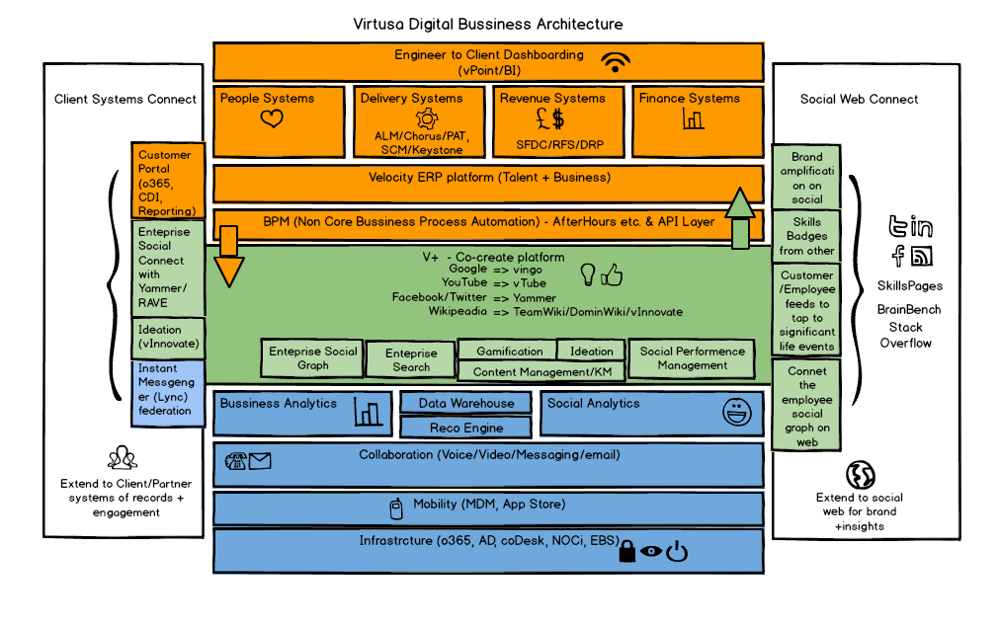 Virtusa Digital Bussiness Architecture
Engineer to Client Dashboarding
(vPoint/BI)
Client Systems Connect
People Systems
Delivery Systems
ALM/Chorus/PAT,
SCM/Keystone
Revenue Systems
£$
SFDC/RFS/DRP
Finance Systems
Social Web Connect
Velocity ERP platform (Talent + Business)
BPM (Non Core Bussiness Process Automation) - AfterHours etc. & API Layer
Customer
Portal
(o365,
CDI,
Reporting)
Enteprise
Social
Connect
with
Yammer/
RAVE
Ideation
(vInnovate)
Instant
Messgeng
er (Lync)
federation
Extend to Client/Partner
systems of records +
engagement
V+ - Co-create platform
Google => vingo
YouTube => vTube
Facebook/Twitter => Yammer
Wikipeadia => TeamWiki/DominWiki/vInnovate
Enteprise Social
Graph
Enteprise
Search
Gamification
Ideation
Content Management/KM
Social Performence
Management
Bussiness Analytics
Data Warehouse
Reco Engine
Social Analytics
Collaboration (Voice/Video/Messaging/email)
Mobility (MDM, App Store)
Infrastrcture (o365, AD, coDesk, NOCi, EBS)
Brand
amplificati
on on
social
Skills
Badges
from other
Customer
/Employee
feeds to
tap to
significant
life events
Connet
the
employee
social
graph on
web
t in
f
SkillsPages
BrainBench
Stack
Overflow
Extend to social
web for brand
+insights